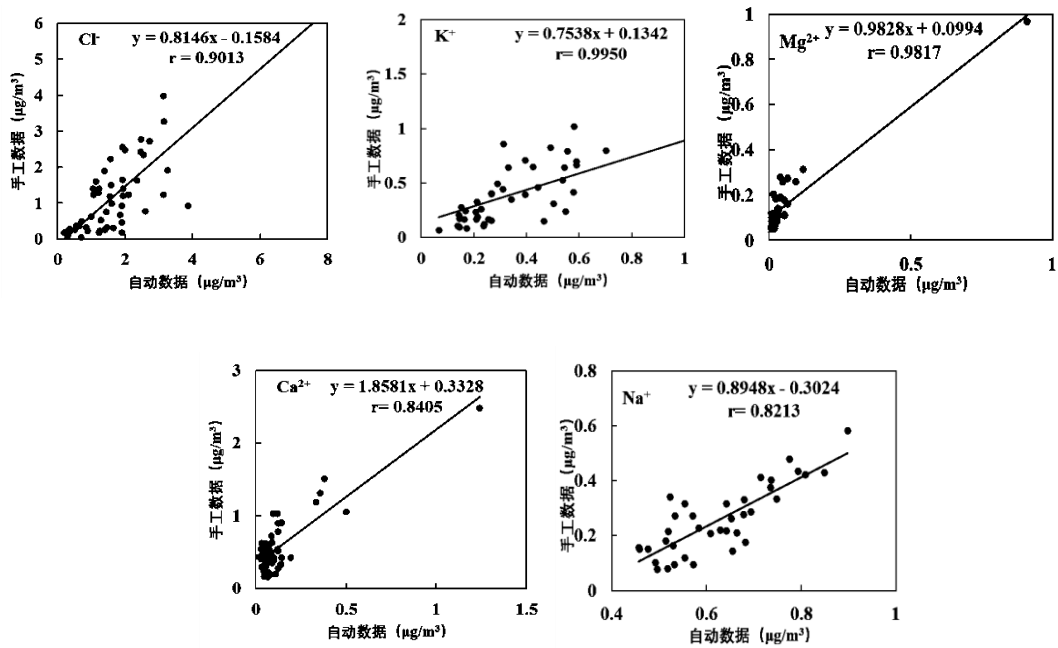 Cl⁻ y = 0.8146x - 0.1584
r = 0.9013
手工数据（μg/m³）
6
5
4
3
2
1
0
0 2 4 6 8
自动数据（μg/m³）
K⁺ y = 0.7538x + 0.1342
r= 0.9950
手工数据（μg/m³）
2
1.5
1
0.5
0
0 0.2 0.4 0.6 0.8 1
自动数据（μg/m³）
Mg²⁺ y = 0.9828x + 0.0994
r= 0.9817
手工数据（μg/m³）
1
0.8
0.6
0.4
0.2
0
0 0.5 1
自动数据（μg/m³）
Ca²⁺ y = 1.8581x + 0.3328
r= 0.8405
手工数据（μg/m³）
3
2
1
0
0 0.5 1 1.5
自动数据（μg/m³）
Na⁺ y = 0.8948x - 0.3024
r= 0.8213
手工数据（μg/m³）
0.8
0.6
0.4
0.2
0
0.4 0.6 0.8 1
自动数据（μg/m³）